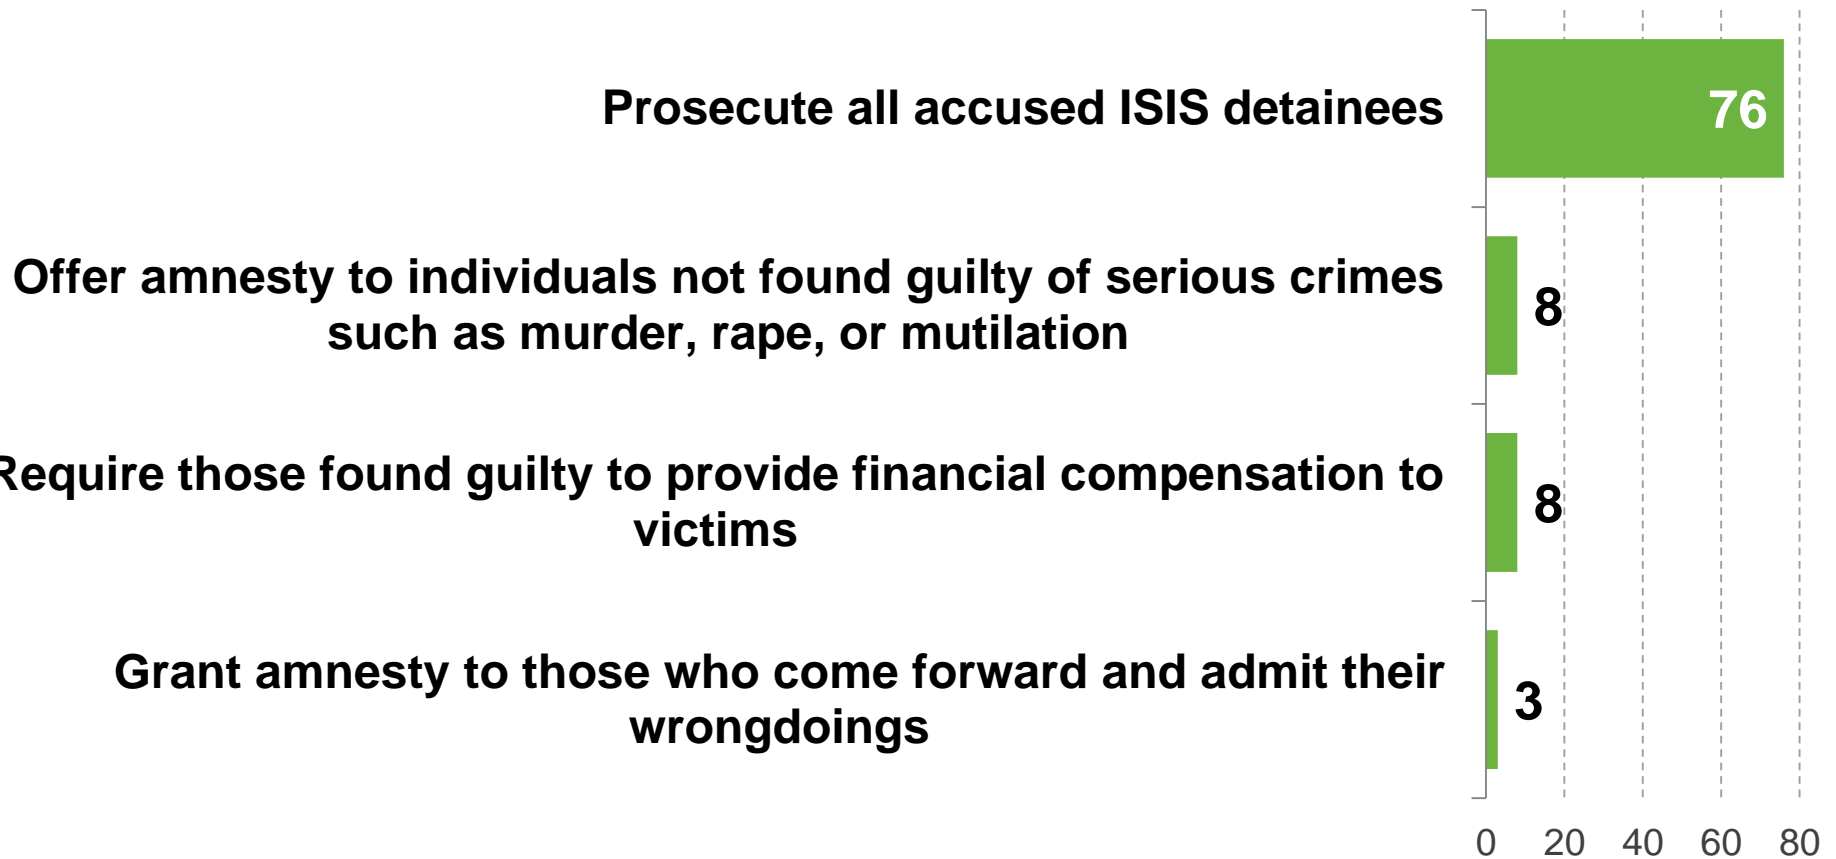 Prosecute all accused ISIS detainees
76
Offer amnesty to individuals not found guilty of serious crimes
such as murder, rape, or mutilation
8
Require those found guilty to provide financial compensation to
victims
8
Grant amnesty to those who come forward and admit their
wrongdoings
3
0 20 40 60 80